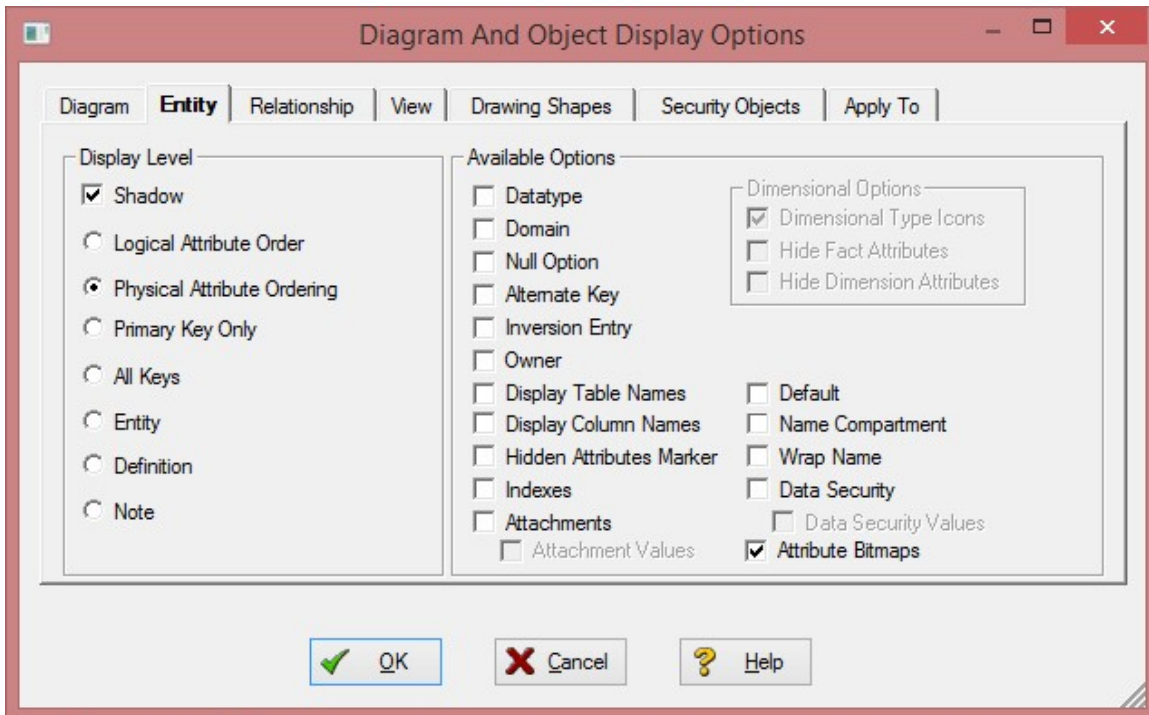 Diagram And Object Display Options
Diagram Entity Relationship View Drawing Shapes Security Objects Apply To
Display Level
Shadow
Logical Attribute Order
Physical Attribute Ordering
Primary Key Only
All Keys
Entity
Definition
Note
Available Options
Datatype
Domain
Null Option
Alternate Key
Inversion Entry
Owner
Display Table Names
Display Column Names
Hidden Attributes Marker
Indexes
Attachments
Attachment Values
Dimensional Options
Dimensional Type Icons
Hide Fact Attributes
Hide Dimension Attributes
Default
Name Compartment
Wrap Name
Data Security
Data Security Values
Attribute Bitmaps
OK Cancel Help